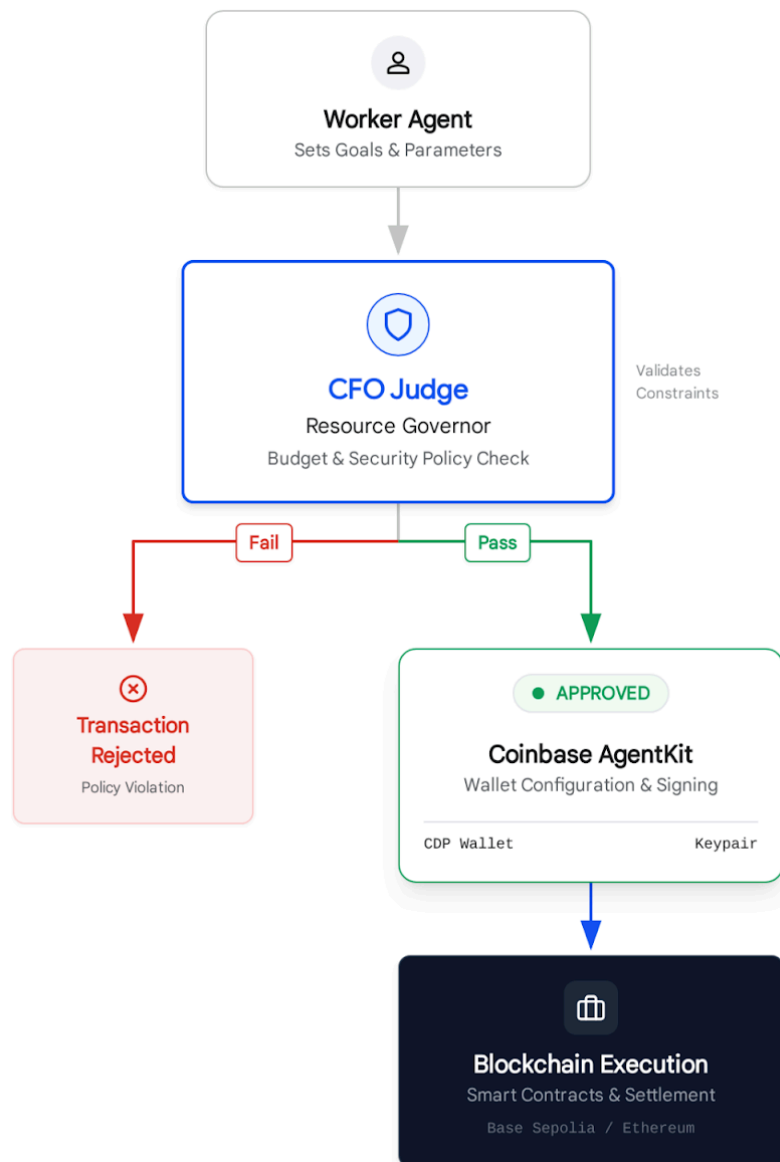 Worker Agent
Sets Goals & Parameters
CFO Judge
Resource Governor
Budget & Security Policy Check
Validates
Constraints
Fail
Pass
Transaction
Rejected
Policy Violation
APPROVED
Coinbase AgentKit
Wallet Configuration & Signing
CDP Wallet Keypair
Blockchain Execution
Smart Contracts & Settlement
Base Sepolia / Ethereum